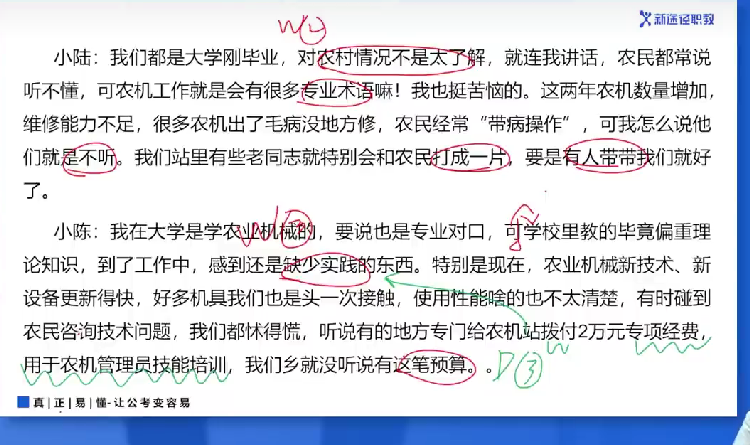 新途径职教
W①
小陆：我们都是大学刚毕业，对农村情况不是太了解，就连我讲话，农民都常说
听不懂，可农机工作就是会有很多专业术语嘛！我也挺苦恼的。这两年农机数量增加，
维修能力不足，很多农机出了毛病没地方修，农民经常“带病操作”，可我怎么说他
们就是不听。我们站里有些老同志就特别会和农民打成一片，要是有人带带我们就好
了。
小陈：我在大学是学农业机械的，要说也是专业对口，可学校里教的毕竟偏重理
论知识，到了工作中，感到还是缺少实践的东西。特别是现在，农业机械新技术、新
设备更新得快，好多机具我们也是头一次接触，使用性能啥的也不太清楚，有时碰到
农民咨询技术问题，我们都怵得慌，听说有的地方专门给农机站拨付2万元专项经费，
用于农机管理员技能培训，我们乡就没听说有这笔预算。。
D③
真|正|易|懂-让公考变容易